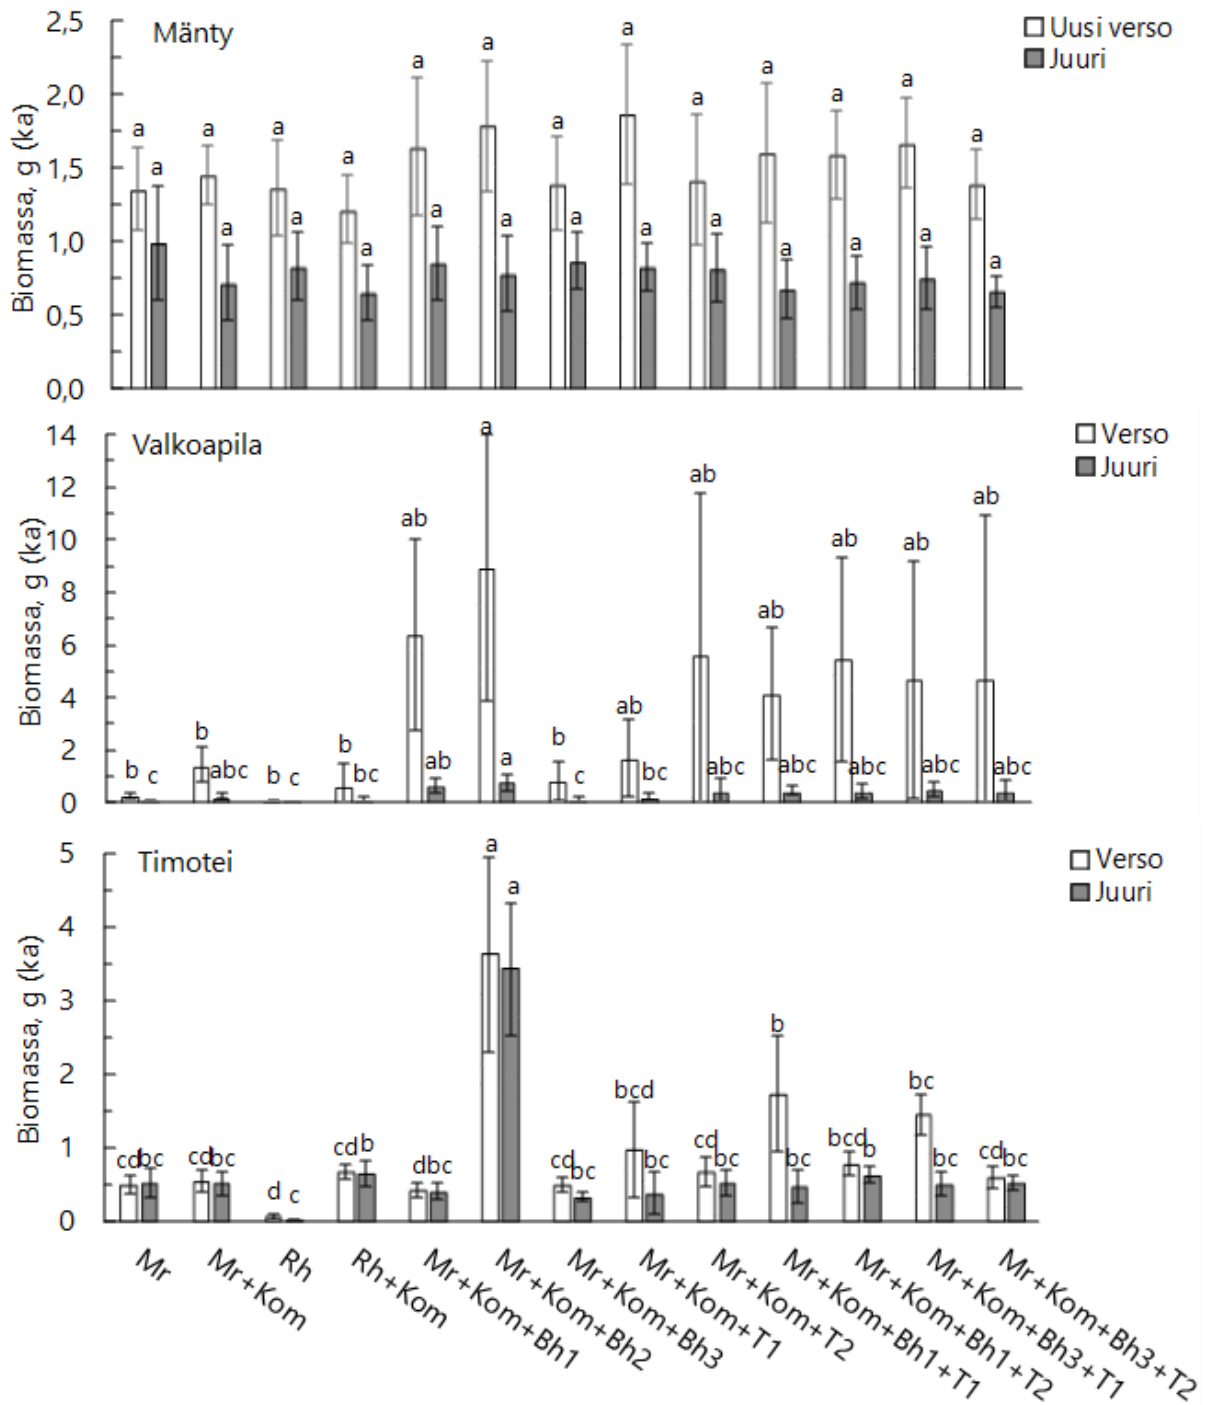 Mänty
Uusi verso
Juuri
Biomassa, g (ka)
2,5
2,0
1,5
1,0
0,5
0,0
a a a a a a a a a a a a a
a a a a a a a a a a a a a
Valkoapila
Verso
Juuri
Biomassa, g (ka)
14
12
10
8
6
4
2
0
b c b abc b c b bc ab ab a a b c ab bc ab abc ab abc ab abc ab abc ab abc
Timotei
Verso
Juuri
Biomassa, g (ka)
5
4
3
2
1
0
cd bc cd bc d c cd b d bc a a cd bc bcd bc cd bc b bc bcd b bc bc cd bc
Mr
Mr+Kom
Rh
Rh+Kom
Mr+Kom+Bh1
Mr+Kom+Bh2
Mr+Kom+Bh3
Mr+Kom+T1
Mr+Kom+T2
Mr+Kom+Bh1+T1
Mr+Kom+Bh1+T2
Mr+Kom+Bh3+T1
Mr+Kom+Bh3+T2